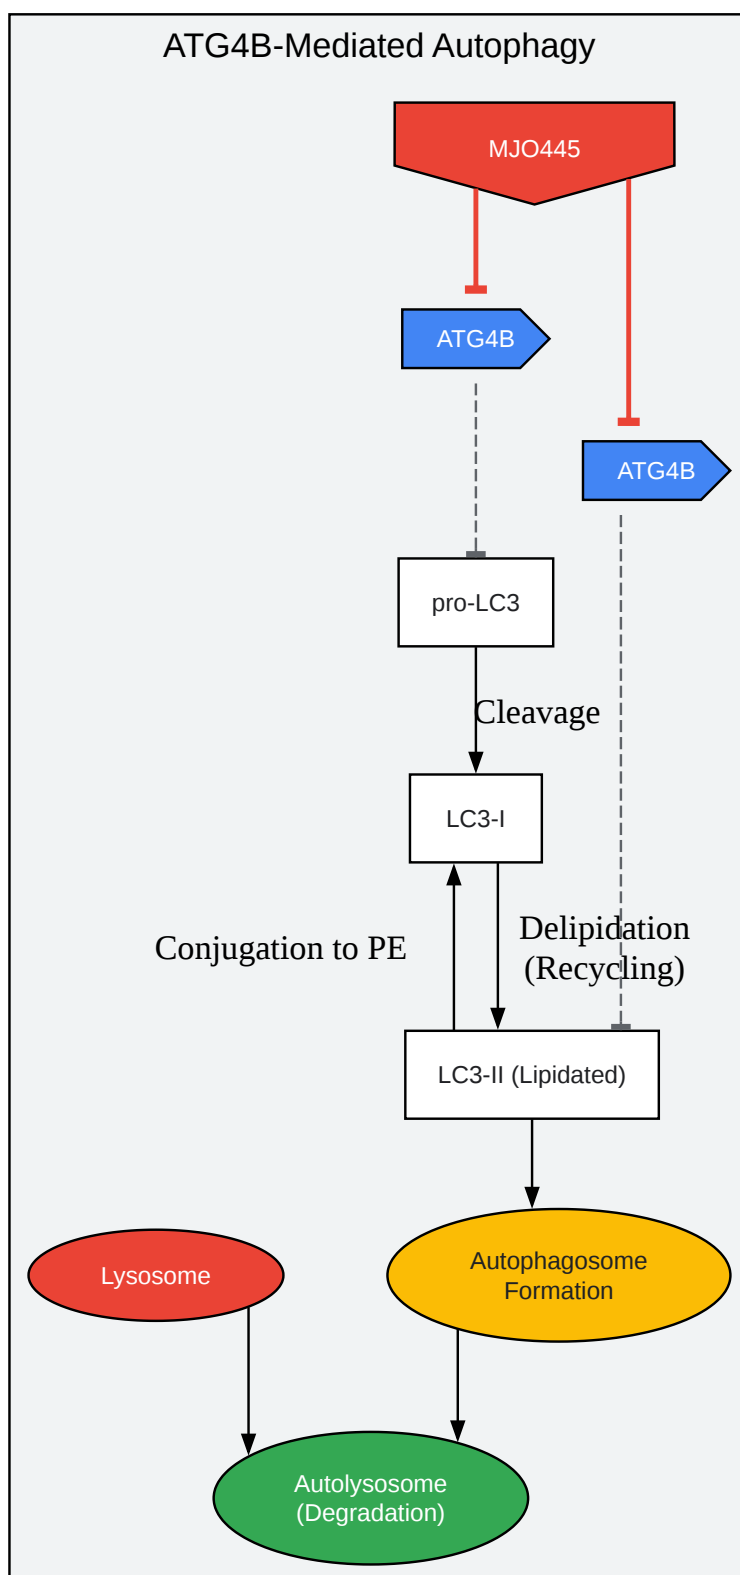 ATG4B-Mediated Autophagy
MJO445
ATG4B
ATG4B
pro-LC3
Cleavage
LC3-I
Conjugation to PE
Delipidation
(Recycling)
LC3-II (Lipidated)
Lysosome
Autophagosome
Formation
Autolysosome
(Degradation)